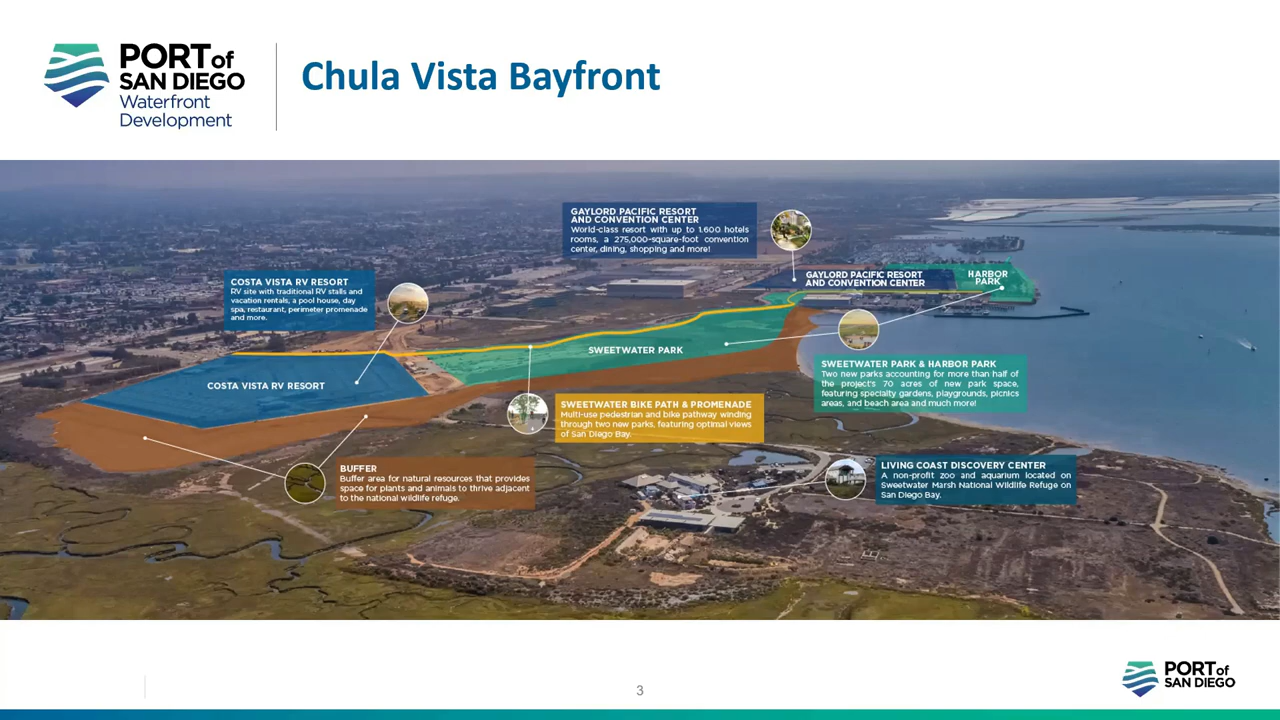 PORT of
SAN DIEGO
Waterfront
Development
Chula Vista Bayfront
GAYLORD PACIFIC RESORT
AND CONVENTION CENTER
World-class resort with up to 1.600 hotels
rooms, a 275,000-square-foot convention
center, dining, shopping and more!
COSTA VISTA RV RESORT
RV site with traditional RV stalls and
vacation rentals, a pool house, day
spa, restaurant, perimeter promenade
and more.
GAYLORD PACIFIC RESORT
AND CONVENTION CENTER
HARBOR
PARK
SWEETWATER PARK
COSTA VISTA RV RESORT
SWEETWATER PARK & HARBOR PARK
Two new parks accounting for more than half of
the project's 70 acres of new park space,
featuring specialty gardens, playgrounds, picnics
areas, and beach area and much more!
SWEETWATER BIKE PATH & PROMENADE
Multi-use pedestrian and bike pathway winding
through two new parks, featuring optimal views
of San Diego Bay.
BUFFER
Buffer area for natural resources that provides
space for plants and animals to thrive adjacent
to the national wildlife refuge.
LIVING COAST DISCOVERY CENTER
A non-profit zoo and aquarium located on
Sweetwater Marsh National Wildlife Refuge on
San Diego Bay.
3
PORT of
SAN DIEGO